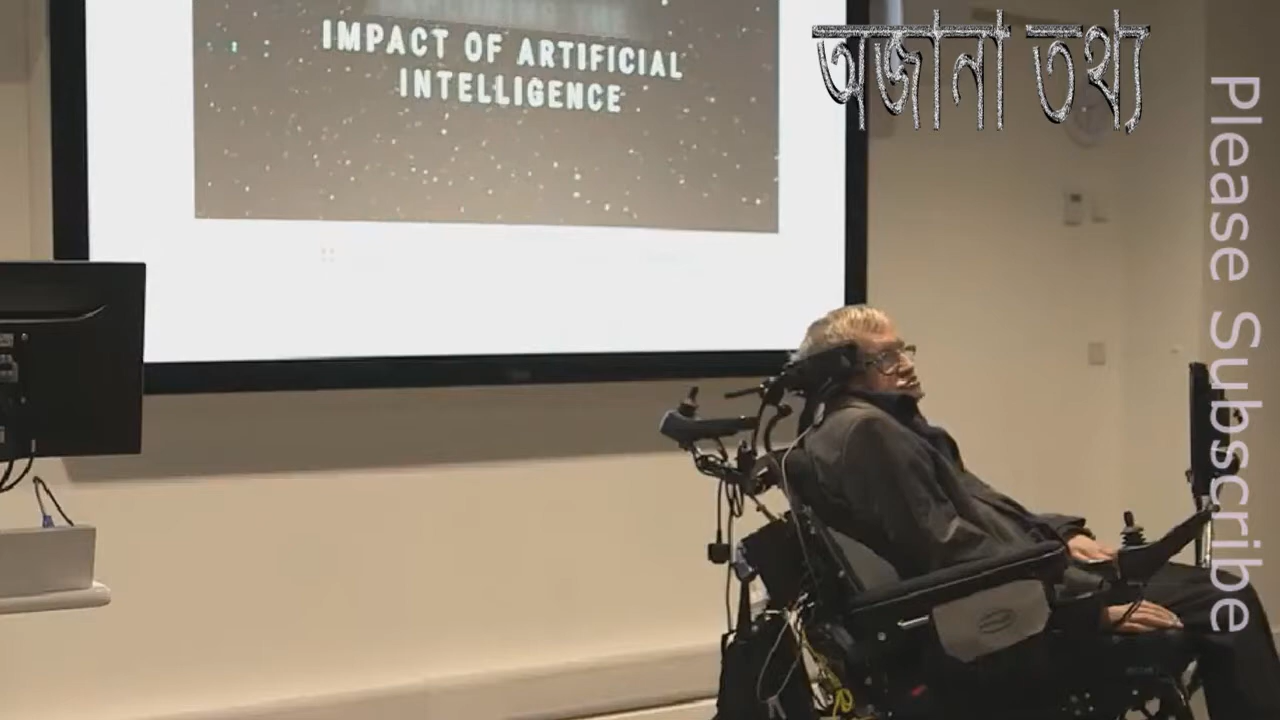 IMPACT OF ARTIFICIAL
INTELLIGENCE
অজানা তথ্য
Please Subscribe